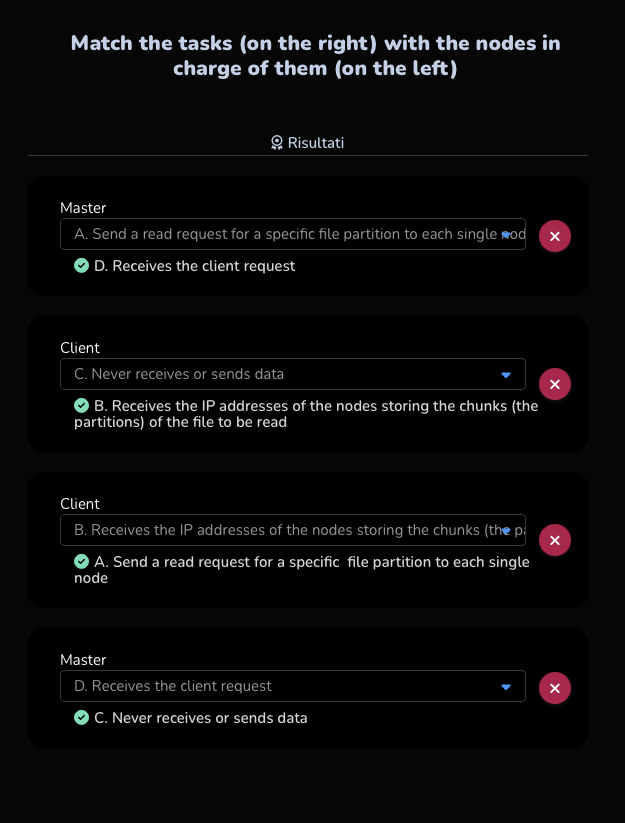 Match the tasks (on the right) with the nodes in
charge of them (on the left)
Risultati
Master
A. Send a read request for a specific file partition to each single nod
D. Receives the client request
Client
C. Never receives or sends data
B. Receives the IP addresses of the nodes storing the chunks (the
partitions) of the file to be read
Client
B. Receives the IP addresses of the nodes storing the chunks (the pa
A. Send a read request for a specific  file partition to each single
node
Master
D. Receives the client request
C. Never receives or sends data